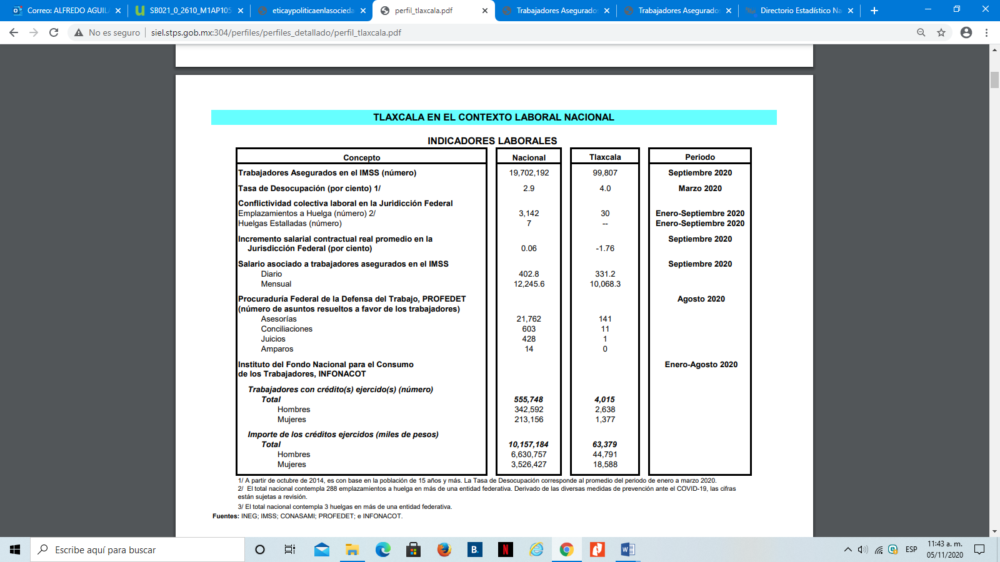 Correo: ALFREDO AGUIL
SB021_0_2610_M1AP105
eticaypoliticaenlasocieda
perfil_tlaxcala.pdf
Trabajadores Asegurado
Trabajadores Asegurado
Directorio Estadístico Na
No es seguro
siel.stps.gob.mx:304/perfiles/perfiles_detallado/perfil_tlaxcala.pdf
TLAXCALA EN EL CONTEXTO LABORAL NACIONAL
INDICADORES LABORALES
Concepto Nacional Tlaxcala Periodo
Trabajadores Asegurados en el IMSS (número) 19,702,192 99,807 Septiembre 2020
Tasa de Desocupación (por ciento) 1/ 2.9 4.0 Marzo 2020
Conflictividad colectiva laboral en la Juridicción Federal
Emplazamientos a Huelga (número) 2/ 3,142 30 Enero-Septiembre 2020
Huelgas Estalladas (número) 7 -- Enero-Septiembre 2020
Incremento salarial contractual real promedio en la Septiembre 2020
Jurisdicción Federal (por ciento) 0.06 -1.76
Salario asociado a trabajadores asegurados en el IMSS Septiembre 2020
Diario 402.8 331.2
Mensual 12,245.6 10,068.3
Procuraduría Federal de la Defensa del Trabajo, PROFEDET Agosto 2020
(número de asuntos resueltos a favor de los trabajadores)
Asesorías 21,762 141
Conciliaciones 603 11
Juicios 428 1
Amparos 14 0
Instituto del Fondo Nacional para el Consumo Enero-Agosto 2020
de los Trabajadores, INFONACOT
Trabajadores con crédito(s) ejercido(s) (número)
Total 555,748 4,015
Hombres 342,592 2,638
Mujeres 213,156 1,377
Importe de los créditos ejercidos (miles de pesos)
Total 10,157,184 63,379
Hombres 6,630,757 44,791
Mujeres 3,526,427 18,588
1/ A partir de octubre de 2014, es con base en la población de 15 años y más. La Tasa de Desocupación corresponde al promedio del periodo de enero a marzo 2020.
2/ El total nacional contempla 288 emplazamientos a huelga en más de una entidad federativa. Derivado de las diversas medidas de prevención ante el COVID-19, las cifras
están sujetas a revisión.
3/ El total nacional contempla 3 huelgas en más de una entidad federativa.
Fuentes: INEG; IMSS; CONASAMI; PROFEDET; e INFONACOT.
Escribe aquí para buscar
B.
N
ESP
11:43 a. m.
05/11/2020